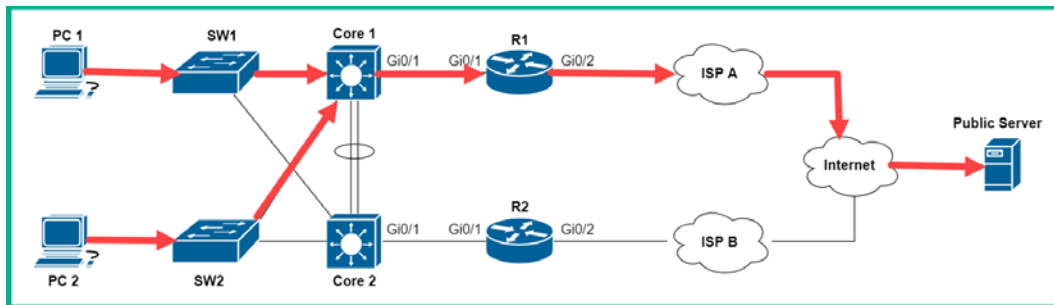 PC 1
SW1
Core 1
Gi0/1
Gi0/1
R1
Gi0/2
ISP A
Public Server
Internet
?
PC 2
?
SW2
Core 2
Gi0/1
Gi0/1
R2
Gi0/2
ISP B